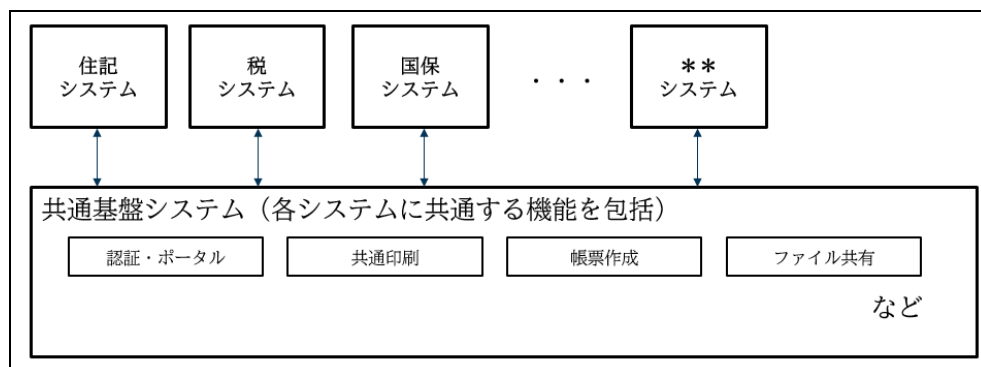 住記
システム
税
システム
国保
システム
・・・
＊＊
システム
共通基盤システム（各システムに共通する機能を包括）
認証・ポータル
共通印刷
帳票作成
ファイル共有
など